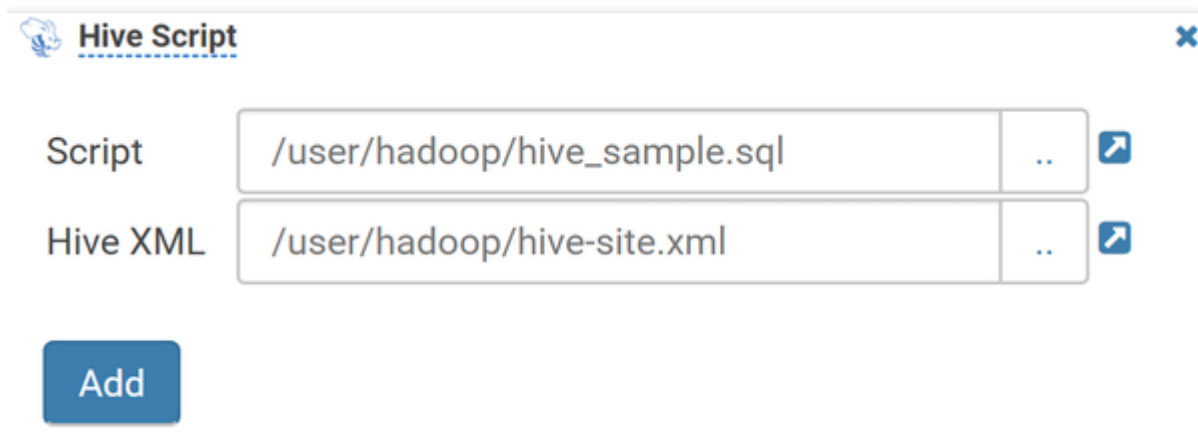 Hive Script
Script /user/hadoop/hive_sample.sql ..
Hive XML /user/hadoop/hive-site.xml ..
Add